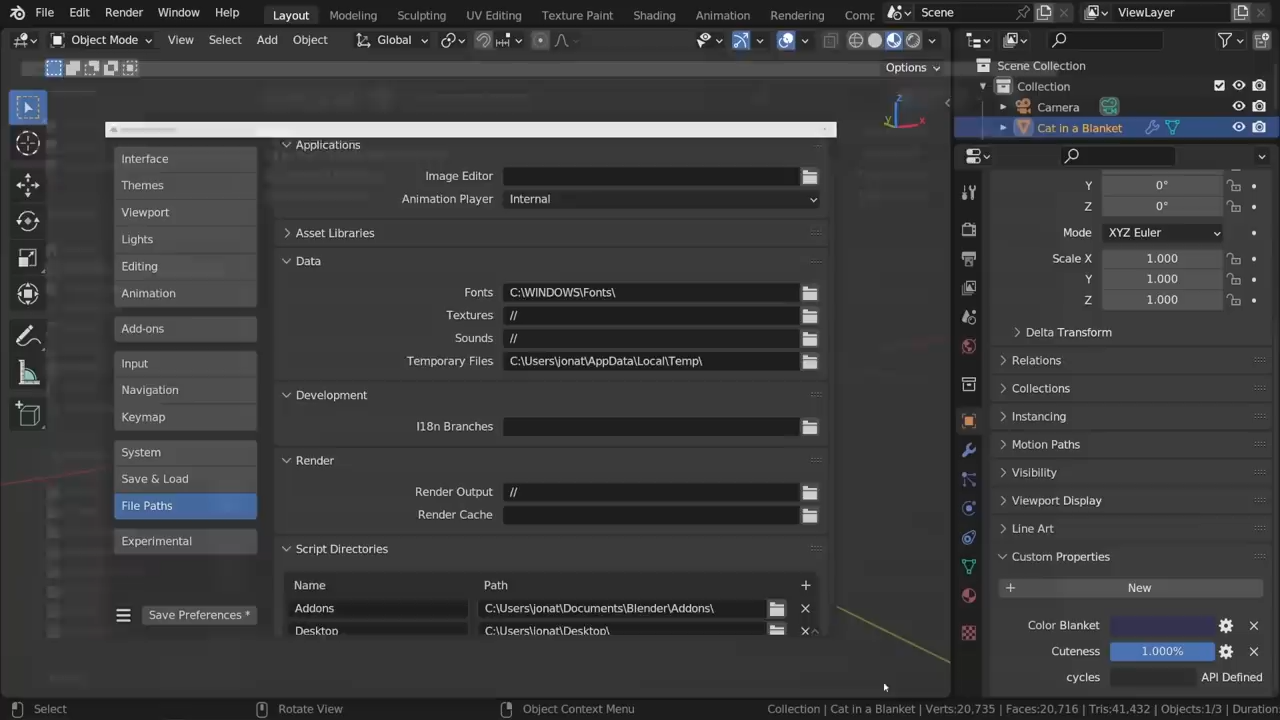 File Edit Render Window Help Layout Modeling Sculpting UV Editing Texture Paint Shading Animation Rendering Comp Scene ViewLayer
Object Mode View Select Add Object Global
Options
Scene Collection
Collection
Camera
Cat in a Blanket
Z
X
Y
Interface
Themes
Viewport
Lights
Editing
Animation
Add-ons
Input
Navigation
Keymap
System
Save & Load
File Paths
Experimental
Save Preferences *
Applications
Image Editor
Animation Player Internal
Asset Libraries
Data
Fonts C:\WINDOWS\Fonts\
Textures //
Sounds //
Temporary Files C:\Users\jonat\AppData\Local\Temp\
Development
I18n Branches
Render
Render Output //
Render Cache
Script Directories
Name Path
Addons C:\Users\jonat\Documents\Blender\Addons\
Desktop C:\Users\jonat\Desktop\
Y 0°
Z 0°
Mode XYZ Euler
Scale X 1.000
Y 1.000
Z 1.000
Delta Transform
Relations
Collections
Instancing
Motion Paths
Visibility
Viewport Display
Line Art
Custom Properties
New
Color Blanket
Cuteness 1.000%
cycles API Defined
Select Rotate View Object Context Menu Collection | Cat in a Blanket | Verts:20,735 | Faces:20,716 | Tris:41,432 | Objects:1/3 | Duration: